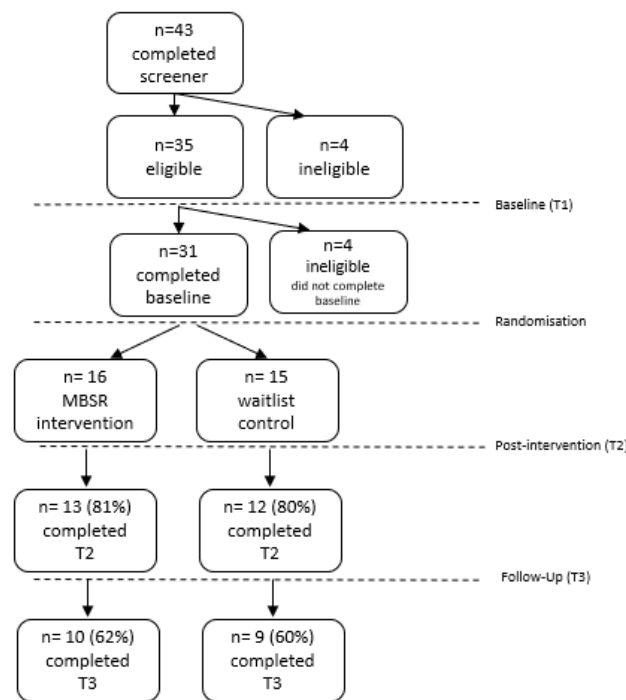 n=43
completed
screener
n=35
eligible
n=4
ineligible
Baseline (T1)
n=31
completed
baseline
n=4
ineligible
did not complete
baseline
Randomisation
n= 16
MBSR
intervention
n= 15
waitlist
control
Post-intervention (T2)
n= 13 (81%)
completed
T2
n= 12 (80%)
completed
T2
Follow-Up (T3)
n= 10 (62%)
completed
T3
n= 9 (60%)
completed
T3